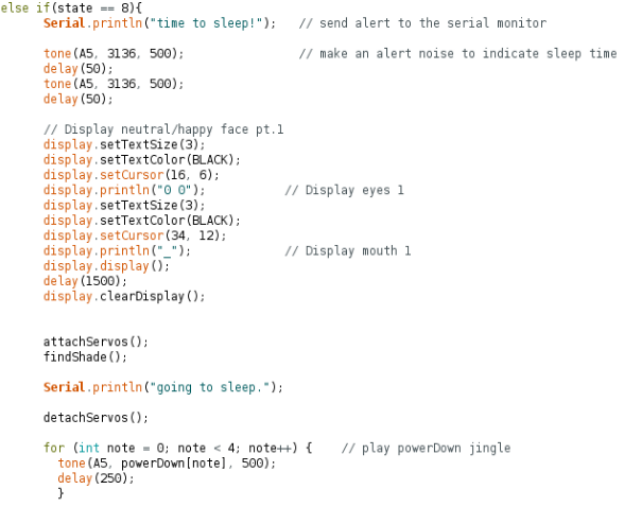 else if(state == 8){
Serial.println("time to sleep!");   // send alert to the serial monitor
tone(A5, 3136, 500);                // make an alert noise to indicate sleep time
delay(50);
tone(A5, 3136, 500);
delay(50);
// Display neutral/happy face pt.1
display.setTextSize(3);
display.setTextColor(BLACK);
display.setCursor(16, 6);
display.println("0 0");           // Display eyes 1
display.setTextSize(3);
display.setTextColor(BLACK);
display.setCursor(34, 12);
display.println("_");             // Display mouth 1
display.display();
delay(1500);
display.clearDisplay();
attachServos();
findShade();
Serial.println("going to sleep.");
detachServos();
for (int note = 0; note < 4; note++) {    // play powerDown jingle
tone(A5, powerDown[note], 500);
delay(250);
}